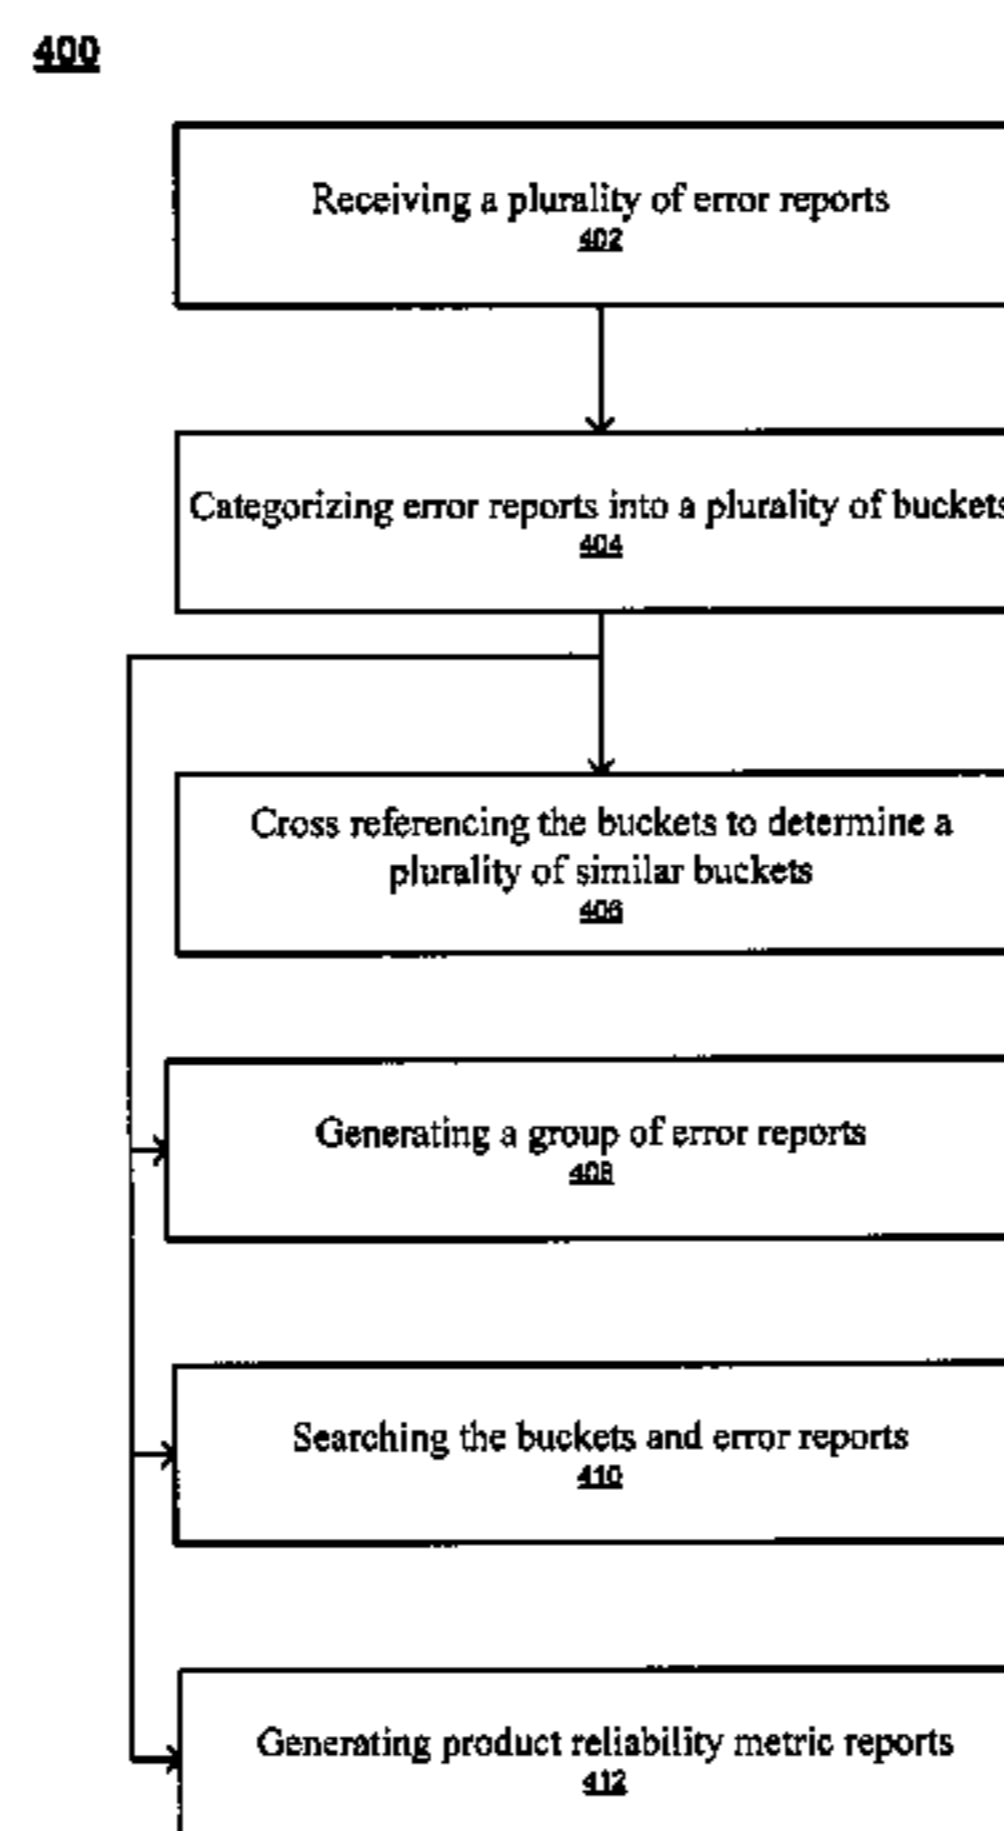 400
Receiving a plurality of error reports
402
Categorizing error reports into a plurality of buckets
404
Cross referencing the buckets to determine a
plurality of similar buckets
406
Generating a group of error reports
408
Searching the buckets and error reports
410
Generating product reliability metric reports
412